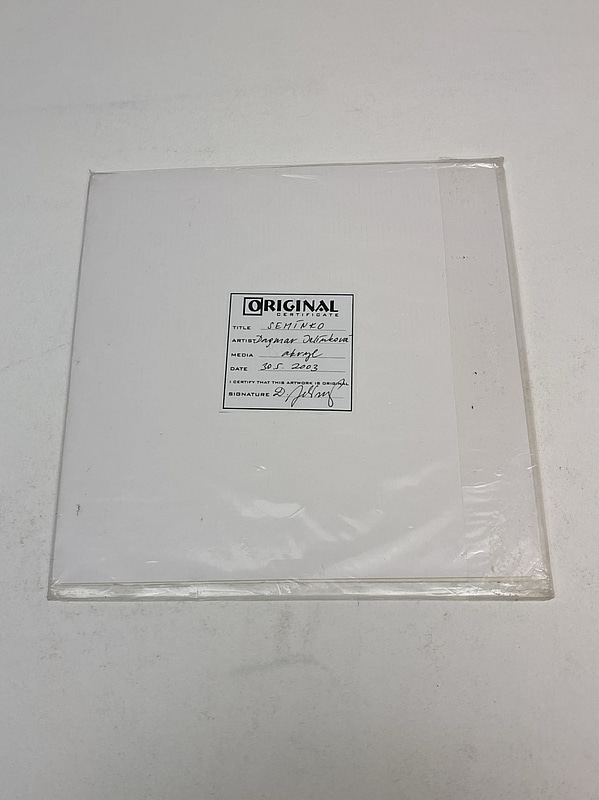 ORIGINAL
CERTIFICATE
TITLE SEMÍNKO
ARTIST Dagmar
MEDIA akryl
DATE 30 5. 2003
I CERTIFY THAT THIS ARTWORK IS ORIGINAL
SIGNATURE D.